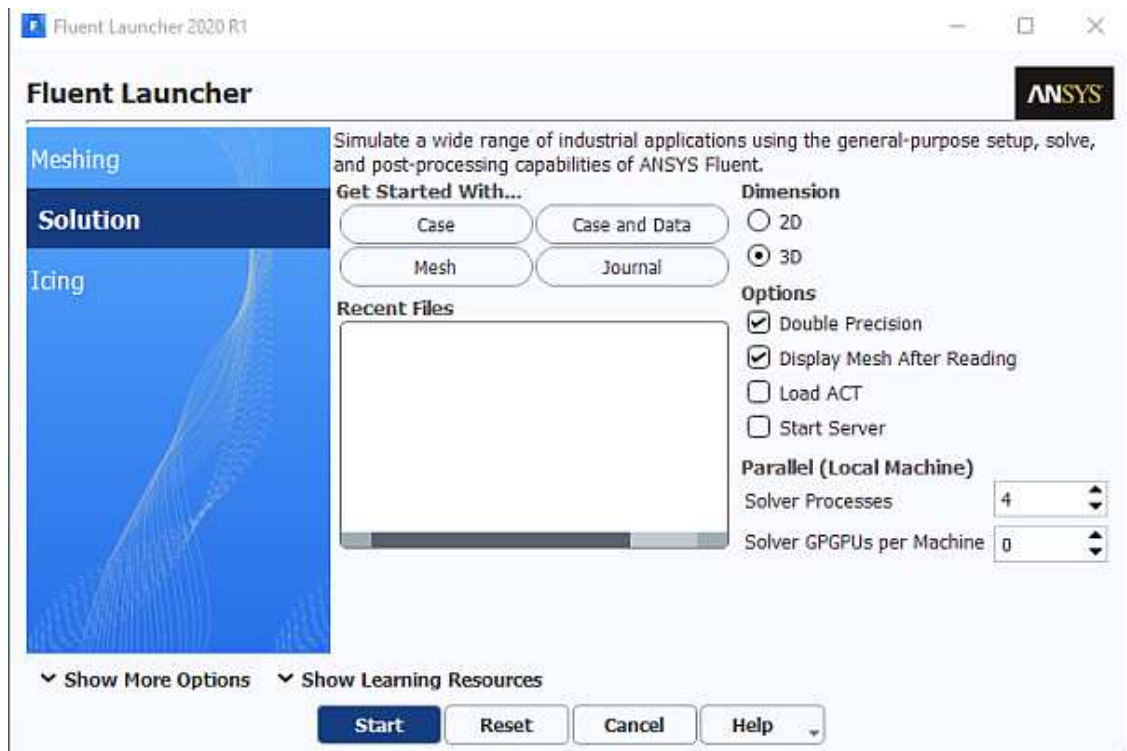 Fluent Launcher 2020 R1
Fluent Launcher
ANSYS
Meshing
Solution
Icing
Simulate a wide range of industrial applications using the general-purpose setup, solve,
and post-processing capabilities of ANSYS Fluent.
Get Started With...
Case
Case and Data
Mesh
Journal
Recent Files
Dimension
2D
3D
Options
Double Precision
Display Mesh After Reading
Load ACT
Start Server
Parallel (Local Machine)
Solver Processes 4
Solver GPGPUs per Machine 0
Show More Options
Show Learning Resources
Start
Reset
Cancel
Help